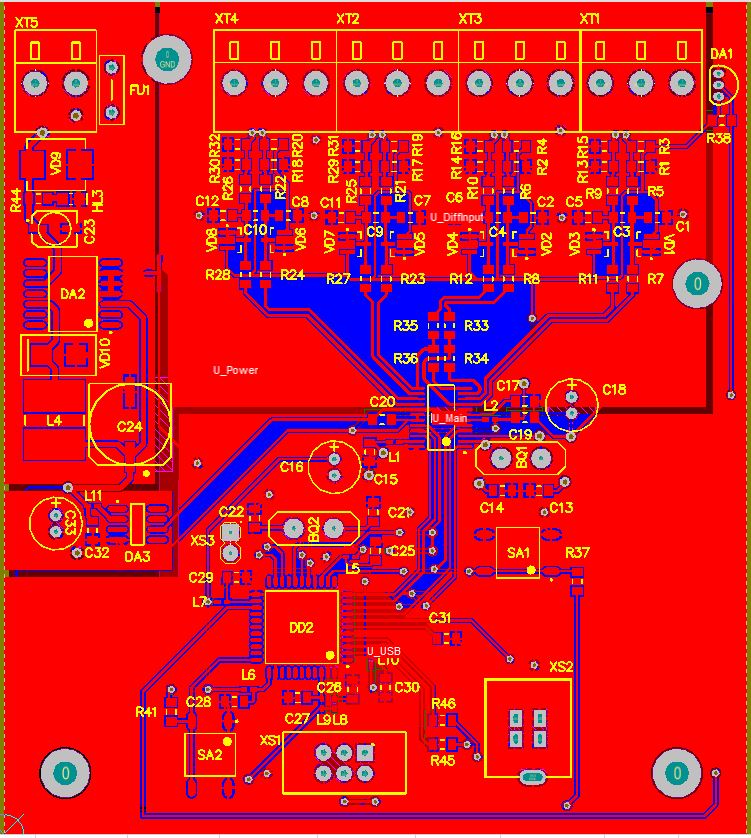 XT5
XT4
XT2
XT3
XT1
DA1
GND
FU1
R38
R32
R20
R31
R19
R16
R4
R15
R3
R30
R18
R29
R17
R14
R2
R13
R1
VD9
R26
R22
R25
R21
R10
R6
R9
R5
R44
HL3
C12
C8
C11
C7
C6
C2
C5
C1
U_DiffInput
C23
C10
C9
C4
C3
VD8
VD6
VD7
VD5
VD4
VD2
VD3
VD1
R28
R24
R27
R23
R12
R8
R11
R7
0
DA2
R35
R33
VD10
R36
R34
U_Power
C17
C18
L4
C24
C20
L2
U_Main
C19
C16
L1
C15
BQ1
L11
C14
C13
C33
C22
C21
C32
DA3
XS3
BQ2
C25
SA1
R37
L5
C29
L7
DD2
C31
U_USB
L10
XS2
L6
C28
C26
C30
R41
C27
L9
L8
R46
SA2
XS1
R45
0
0